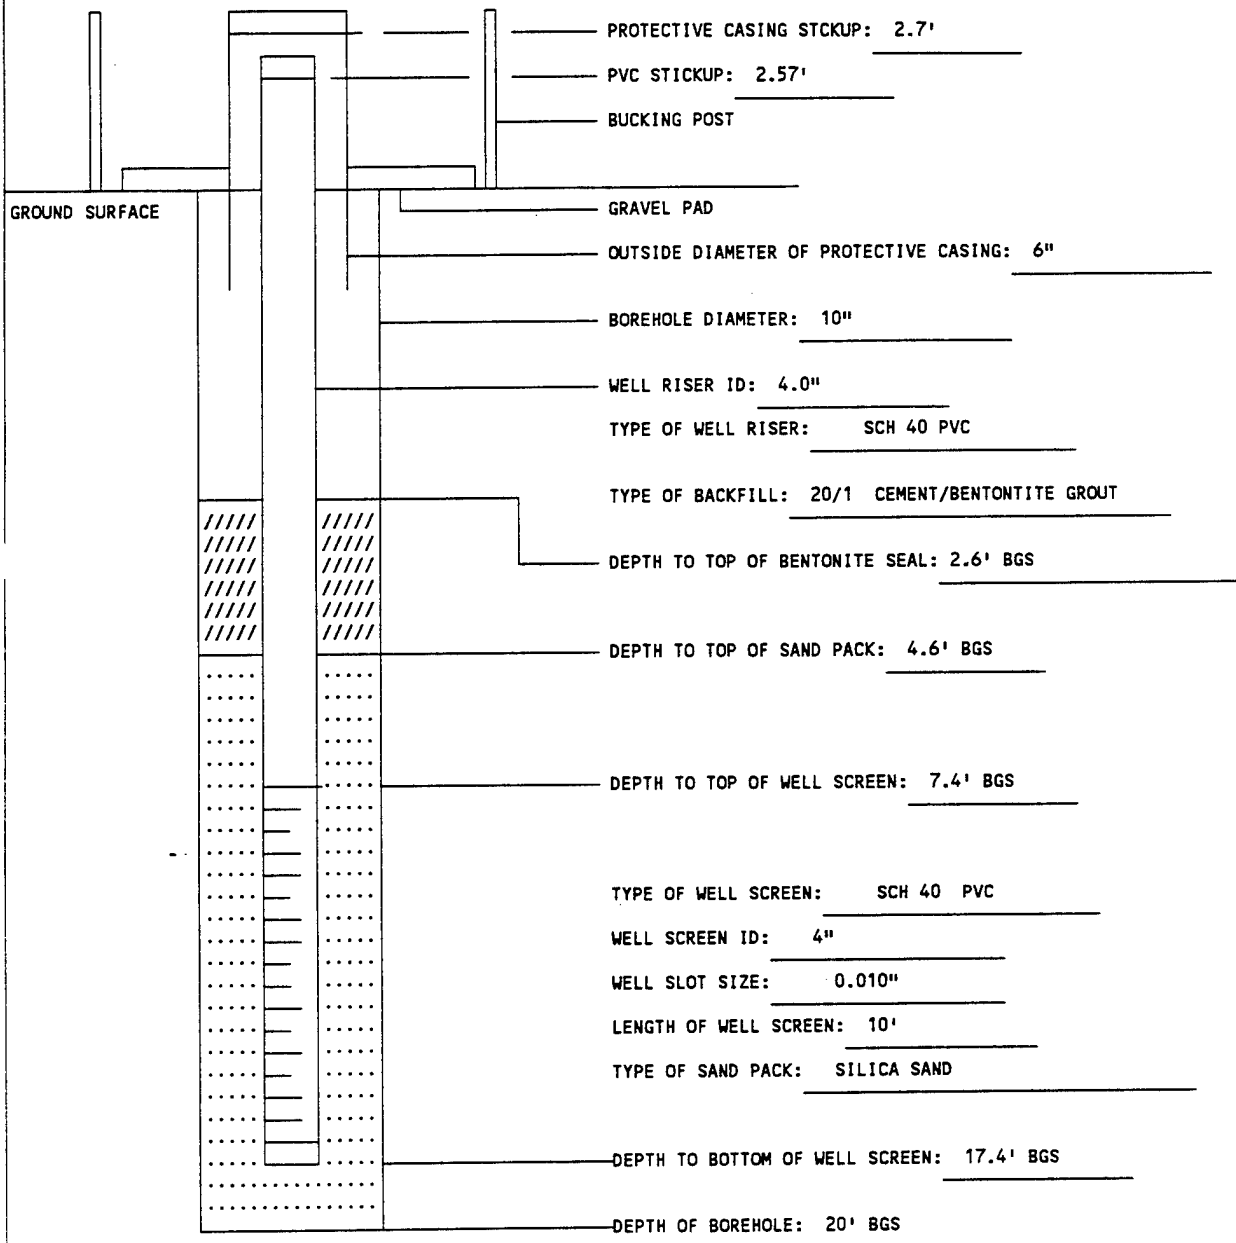 PROTECTIVE CASING STCKUP: 2.7'
PVC STICKUP: 2.57'
BUCKING POST
GROUND SURFACE
GRAVEL PAD
OUTSIDE DIAMETER OF PROTECTIVE CASING: 6"
BOREHOLE DIAMETER: 10"
WELL RISER ID: 4.0"
TYPE OF WELL RISER: SCH 40 PVC
TYPE OF BACKFILL: 20/1 CEMENT/BENTONTITE GROUT
DEPTH TO TOP OF BENTONITE SEAL: 2.6' BGS
DEPTH TO TOP OF SAND PACK: 4.6' BGS
DEPTH TO TOP OF WELL SCREEN: 7.4' BGS
TYPE OF WELL SCREEN: SCH 40 PVC
WELL SCREEN ID: 4"
WELL SLOT SIZE: 0.010"
LENGTH OF WELL SCREEN: 10'
TYPE OF SAND PACK: SILICA SAND
DEPTH TO BOTTOM OF WELL SCREEN: 17.4' BGS
DEPTH OF BOREHOLE: 20' BGS